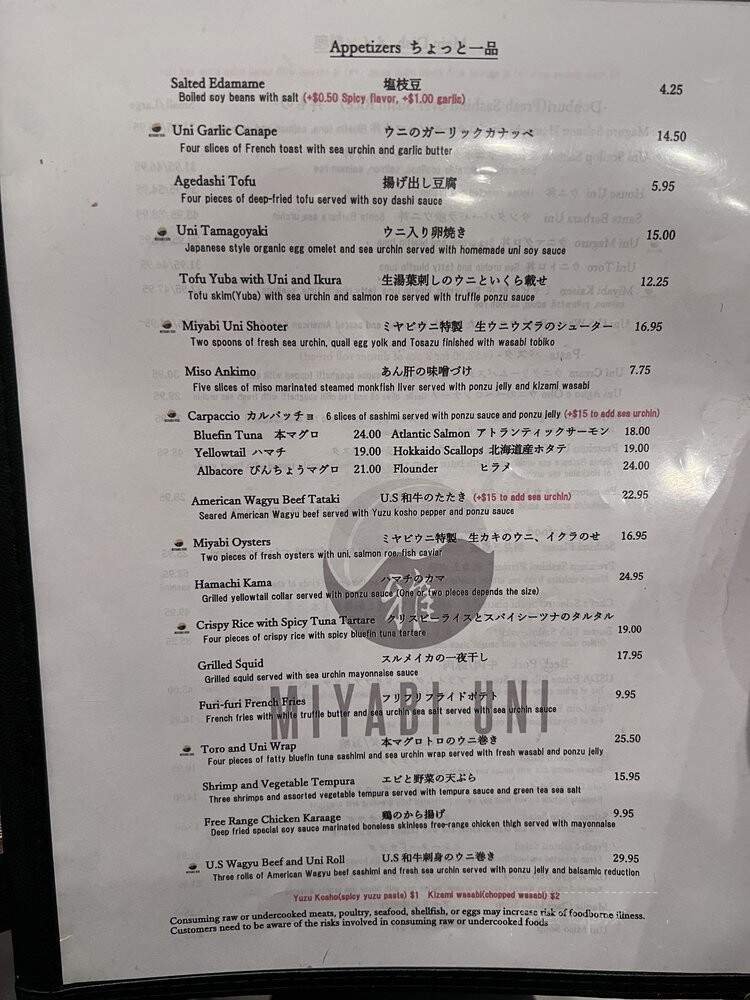 Appetizers ちょっと一品
Salted Edamame 塩枝豆 4.25
Boiled soy beans with salt (+$0.50 Spicy flavor, +$1.00 garlic)
Uni Garlic Canape ウニのガーリックカナッペ 14.50
Four slices of French toast with sea urchin and garlic butter
Agedashi Tofu 揚げ出し豆腐 5.95
Four pieces of deep-fried tofu served with soy dashi sauce
Uni Tamagoyaki ウニ入り卵焼き 15.00
Japanese style organic egg omelet and sea urchin served with homemade uni soy sauce
Tofu Yuba with Uni and Ikura 生湯葉刺しのウニといくら載せ 12.25
Tofu skim(Yuba) with sea urchin and salmon roe served with truffle ponzu sauce
Miyabi Uni Shooter ミヤビウニ特製 生ウニウズラのシューター 16.95
Two spoons of fresh sea urchin, quail egg yolk and Tosazu finished with wasabi tobiko
Miso Ankimo あん肝の味噌づけ 7.75
Five slices of miso marinated steamed monkfish liver served with ponzu jelly and kizami wasabi
Carpaccio カルパッチョ 6 slices of sashimi served with ponzu sauce and ponzu jelly (+$15 to add sea urchin)
Bluefin Tuna 本マグロ 24.00 Atlantic Salmon アトランティックサーモン 18.00
Yellowtail ハマチ 19.00 Hokkaido Scallops 北海道産ホタテ 19.00
Albacore びんちょうマグロ 21.00 Flounder ヒラメ 24.00
American Wagyu Beef Tataki U.S 和牛のたたき (+$15 to add sea urchin) 22.95
Seared American Wagyu beef served with Yuzu kosho pepper and ponzu sauce
Miyabi Oysters ミヤビウニ特製 生カキのウニ、イクラのせ 16.95
Two pieces of fresh oysters with uni, salmon roe, fish caviar
Hamachi Kama ハマチのカマ 24.95
Grilled yellowtail collar served with ponzu sauce (One or two pieces depends the size)
Crispy Rice with Spicy Tuna Tartare クリスピーライスとスパイシーツナのタルタル 19.00
Four pieces of crispy rice with spicy bluefin tuna tartare
Grilled Squid スルメイカの一夜干し 17.95
Grilled squid served with sea urchin mayonnaise sauce
Furi-furi French Fries フリフリフライドポテト 9.95
French fries with white truffle butter and sea urchin sea salt served with sea urchin sauce
Toro and Uni Wrap 本マグロトロのウニ巻き 25.50
Four pieces of fatty bluefin tuna sashimi and sea urchin wrap served with fresh wasabi and ponzu jelly
Shrimp and Vegetable Tempura エビと野菜の天ぷら 15.95
Three shrimps and assorted vegetable tempura served with tempura sauce and green tea sea salt
Free Range Chicken Karaage 鶏のから揚げ 9.95
Deep fried special soy sauce marinated boneless skinless free-range chicken thigh served with mayonnaise
U.S Wagyu Beef and Uni Roll U.S 和牛刺身のウニ巻き 29.95
Three rolls of American Wagyu beef sashimi and fresh sea urchin served with ponzu jelly and balsamic reduction
Yuzu Kosho(spicy yuzu paste) $1 Kizami wasabi(chopped wasabi) $2
Consuming raw or undercooked meats, poultry, seafood, shellfish, or eggs may increase risk of foodborne illness.
Customers need to be aware of the risks involved in consuming raw or undercooked foods
雅
MIYABI UNI